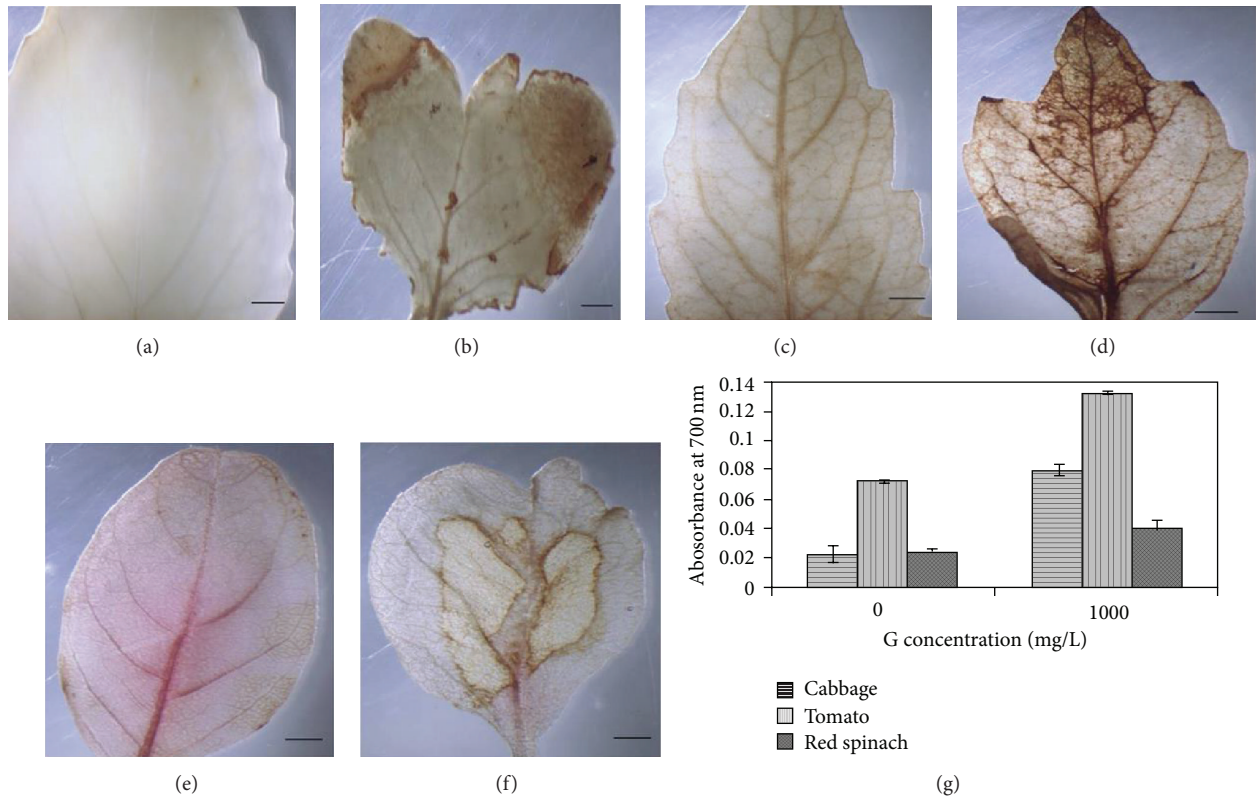 (a)
(b)
(c)
(d)
(e)
(f)
Abosorbance at 700 nm
0.14
0.12
0.1
0.08
0.06
0.04
0.02
0
0
1000
G concentration (mg/L)
Cabbage
Tomato
Red spinach
(g)